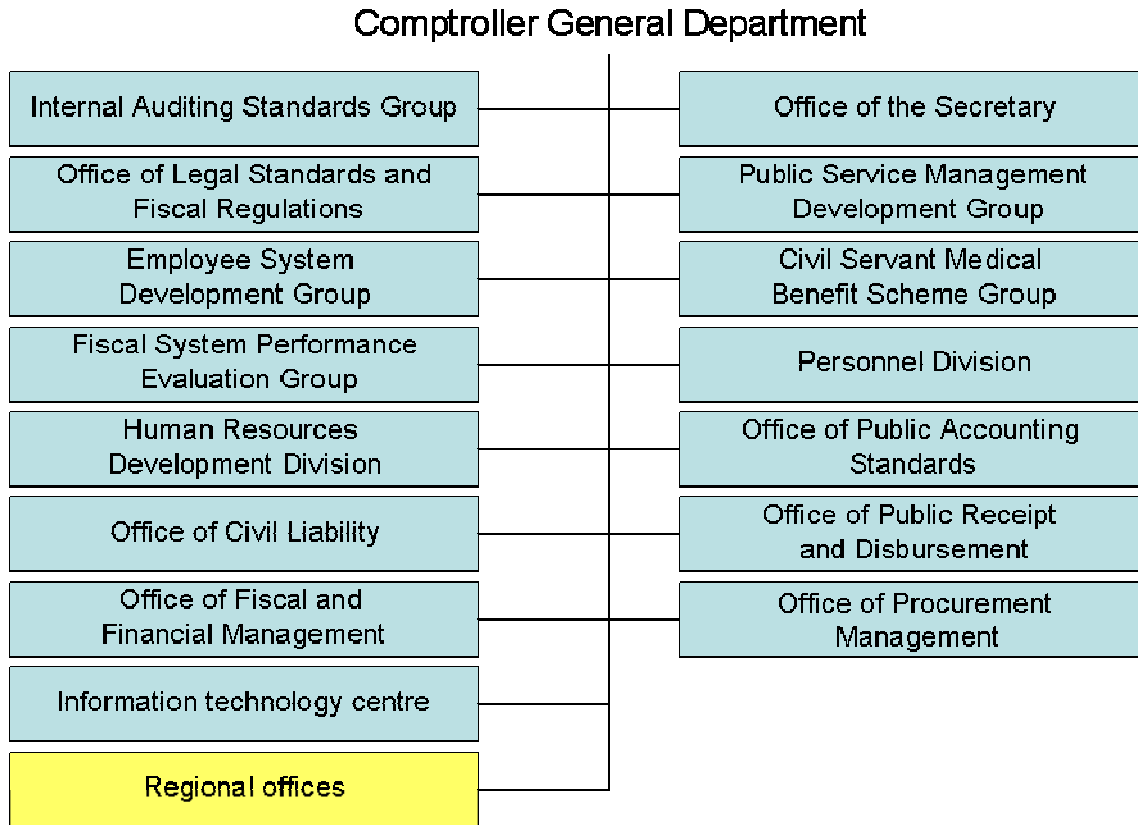 Comptroller General Department
Internal Auditing Standards Group
Office of the Secretary
Office of Legal Standards and
Fiscal Regulations
Public Service Management
Development Group
Employee System
Development Group
Civil Servant Medical
Benefit Scheme Group
Fiscal System Performance
Evaluation Group
Personnel Division
Human Resources
Development Division
Office of Public Accounting
Standards
Office of Civil Liability
Office of Public Receipt
and Disbursement
Office of Fiscal and
Financial Management
Office of Procurement
Management
Information technology centre
Regional offices